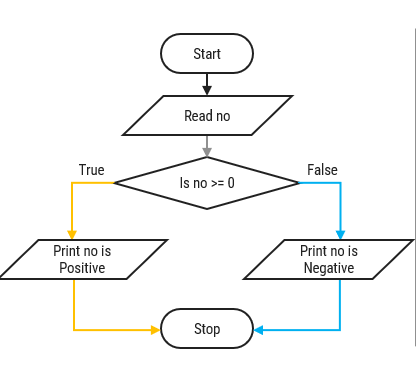 Start
Read no
True
False
Is no >= 0
Print no is
Positive
Print no is
Negative
Stop